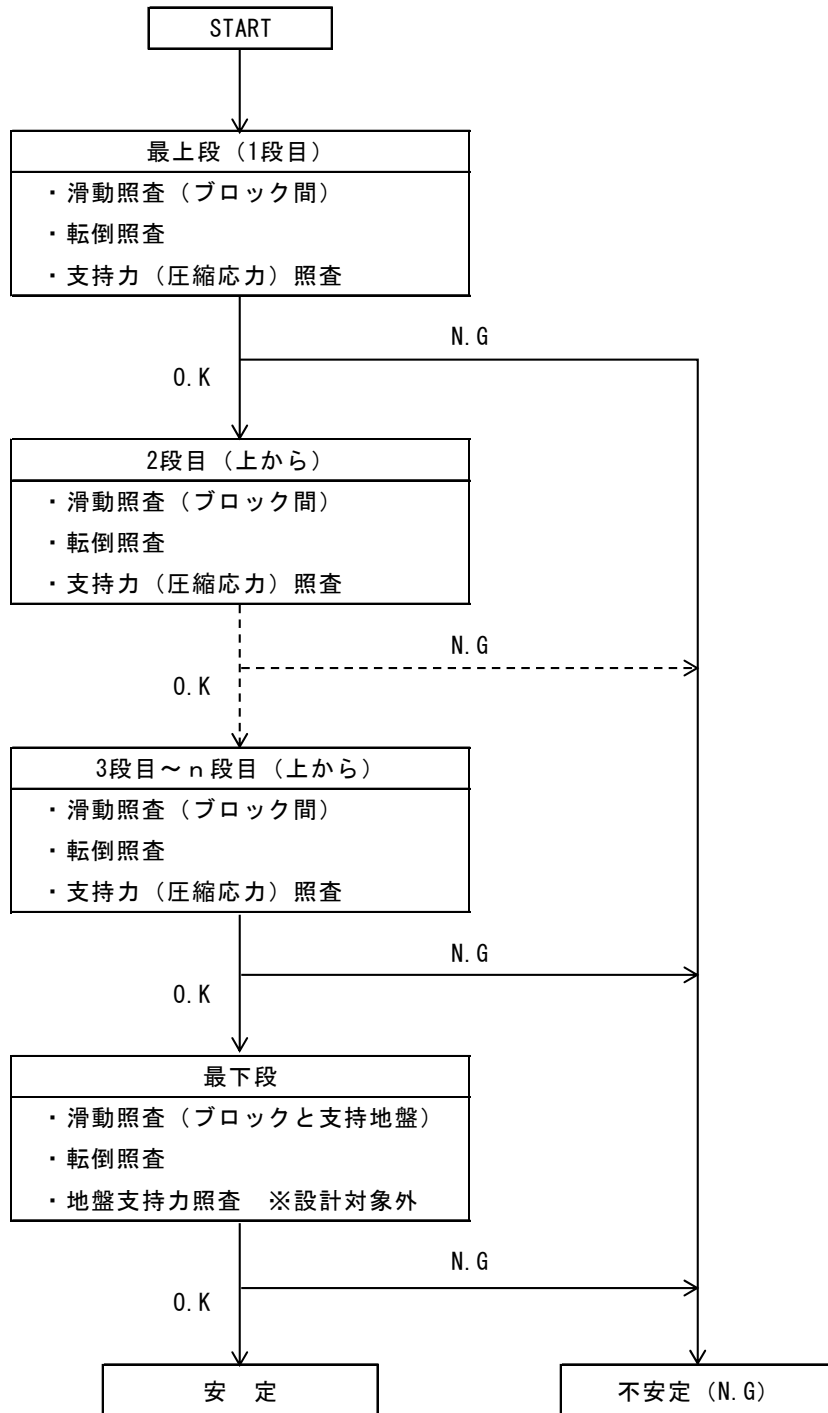 START
最上段（1段目）
・滑動照査（ブロック間）
・転倒照査
・支持力（圧縮応力）照査
N.G
O.K
2段目（上から）
・滑動照査（ブロック間）
・転倒照査
・支持力（圧縮応力）照査
N.G
O.K
3段目～ｎ段目（上から）
・滑動照査（ブロック間）
・転倒照査
・支持力（圧縮応力）照査
N.G
O.K
最下段
・滑動照査（ブロックと支持地盤）
・転倒照査
・地盤支持力照査　※設計対象外
N.G
O.K
安　定
不安定（N.G）